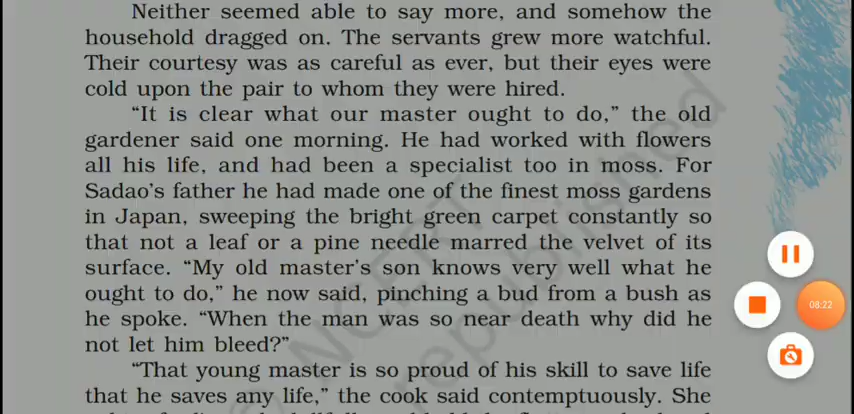 Neither seemed able to say more, and somehow the
household dragged on. The servants grew more watchful.
Their courtesy was as careful as ever, but their eyes were
cold upon the pair to whom they were hired.
“It is clear what our master ought to do,” the old
gardener said one morning. He had worked with flowers
all his life, and had been a specialist too in moss. For
Sadao’s father he had made one of the finest moss gardens
in Japan, sweeping the bright green carpet constantly so
that not a leaf or a pine needle marred the velvet of its
surface. “My old master’s son knows very well what he
ought to do,” he now said, pinching a bud from a bush as
he spoke. “When the man was so near death why did he
not let him bleed?”
“That young master is so proud of his skill to save life
that he saves any life,” the cook said contemptuously. She
08:22
© NCERT
republished